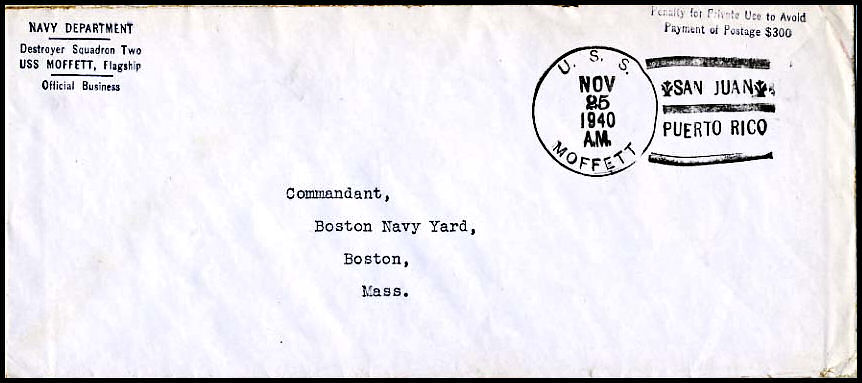 NAVY DEPARTMENT
Destroyer Squadron Two
USS MOFFETT, Flagship
Official Business
Penalty for Private Use to Avoid
Payment of Postage $300
U. S. S.
NOV
25
1940
A.M.
MOFFETT
SAN JUAN
PUERTO RICO
Commandant,
Boston Navy Yard,
Boston,
Mass.